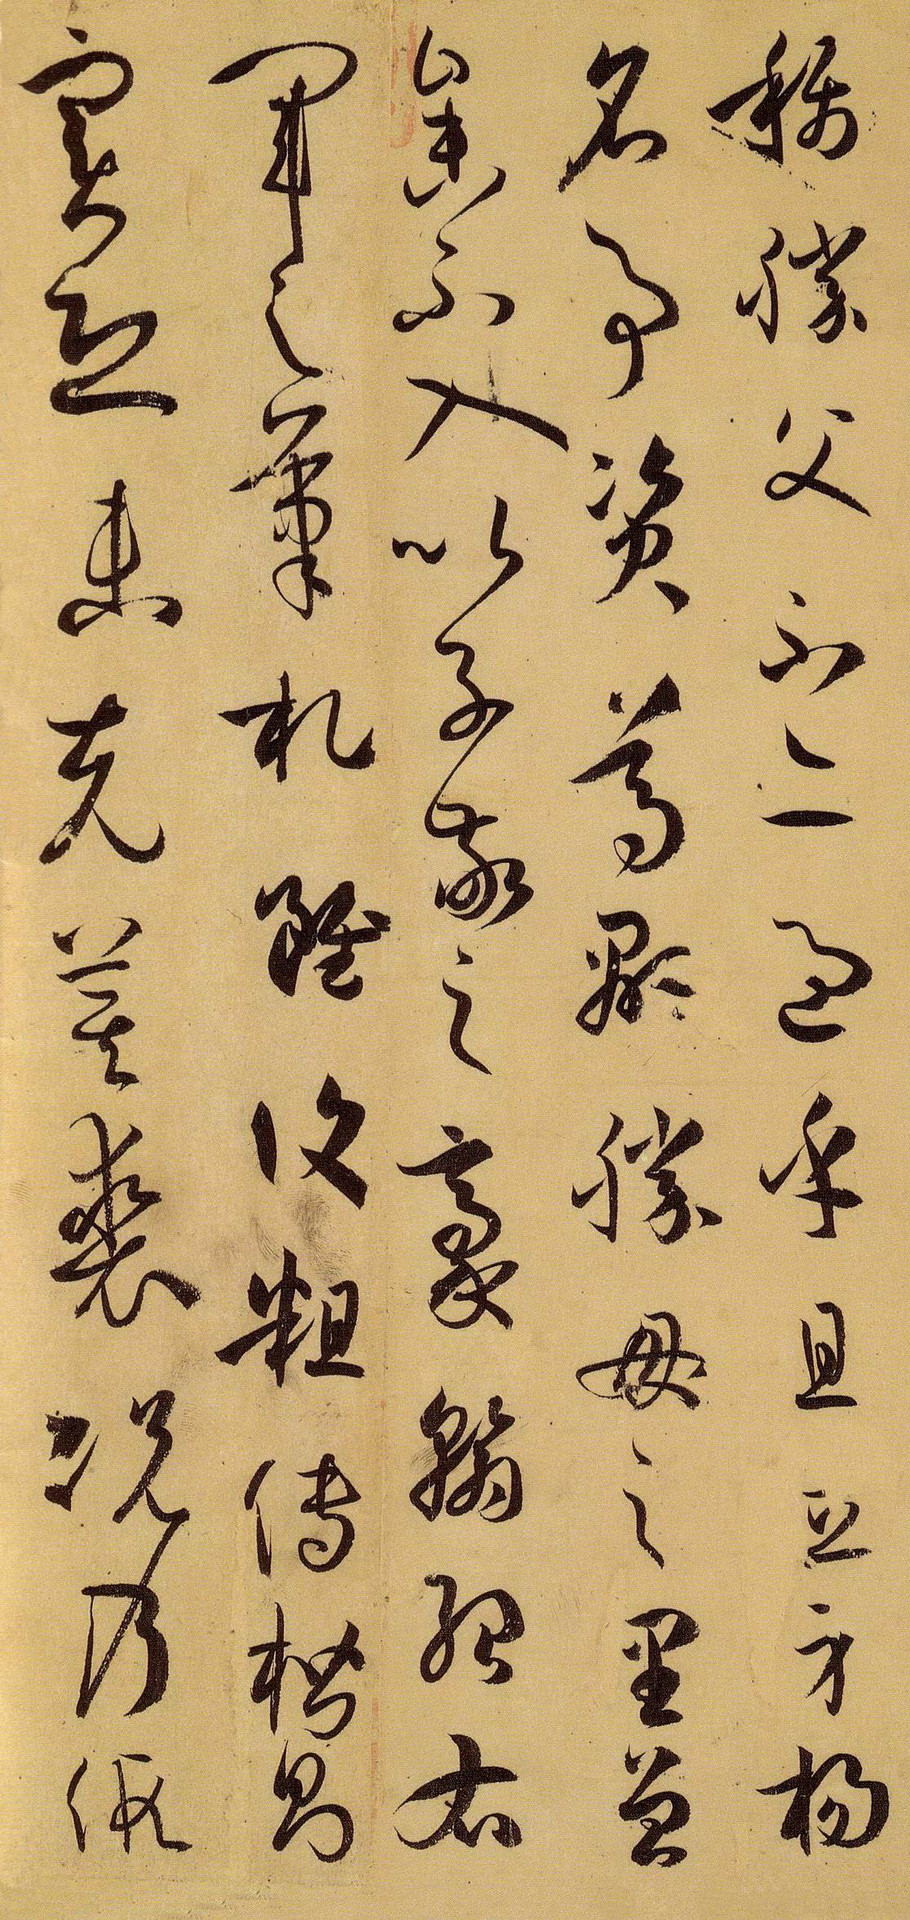 称勝父不亦過乎且立身揚
名事資尊顯勝母之里曾
參不入以子敬之豪翰紹右
軍之筆札雖復粗傳楷則
實恐未克箕裘況乃假